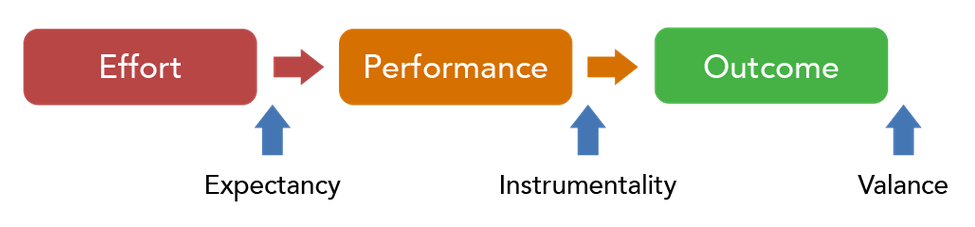 Effort Performance Outcome
Expectancy Instrumentality Valance